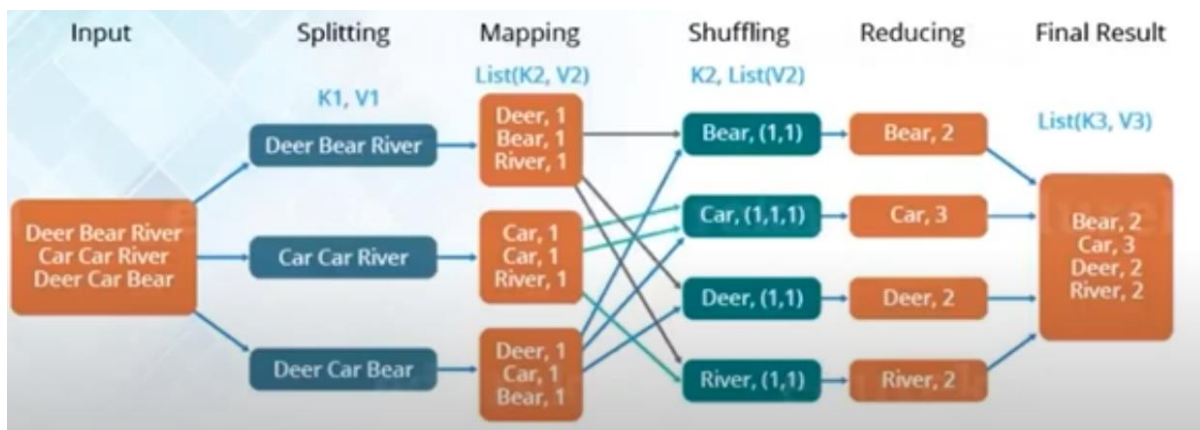 Input
Splitting
Mapping
Shuffling
Reducing
Final Result
K1, V1
List(K2, V2)
K2, List(V2)
List(K3, V3)
Deer Bear River
Car Car River
Deer Car Bear
Deer Bear River
Car Car River
Deer Car Bear
Deer, 1
Bear, 1
River, 1
Car, 1
Car, 1
River, 1
Deer, 1
Car, 1
Bear, 1
Bear, (1,1)
Car, (1,1,1)
Deer, (1,1)
River, (1,1)
Bear, 2
Car, 3
Deer, 2
River, 2
Bear, 2
Car, 3
Deer, 2
River, 2